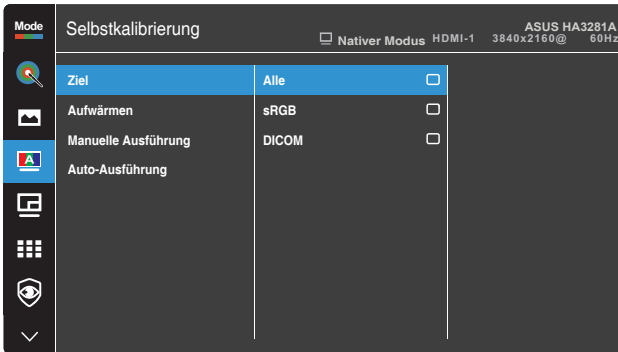 Mode
Selbstkalibrierung
Nativer Modus HDMI-1 3840x2160@ 60Hz
ASUS HA3281A
Ziel Alle
Aufwärmen sRGB
Manuelle Ausführung DICOM
Auto-Ausführung
A